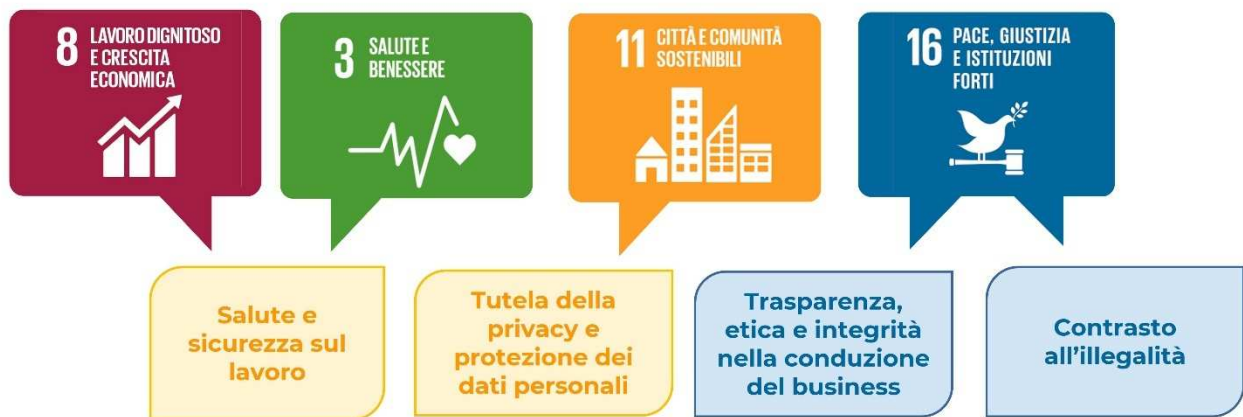 8 LAVORO DIGNITOSO
E CRESCITA
ECONOMICA
3 SALUTE E
BENESSERE
11 CITTÀ E COMUNITÀ
SOSTENIBILI
16 PACE, GIUSTIZIA
E ISTITUZIONI
FORTI
Salute e
sicurezza sul
lavoro
Tutela della
privacy e
protezione dei
dati personali
Trasparenza,
etica e integrità
nella conduzione
del business
Contrasto
all'illegalità